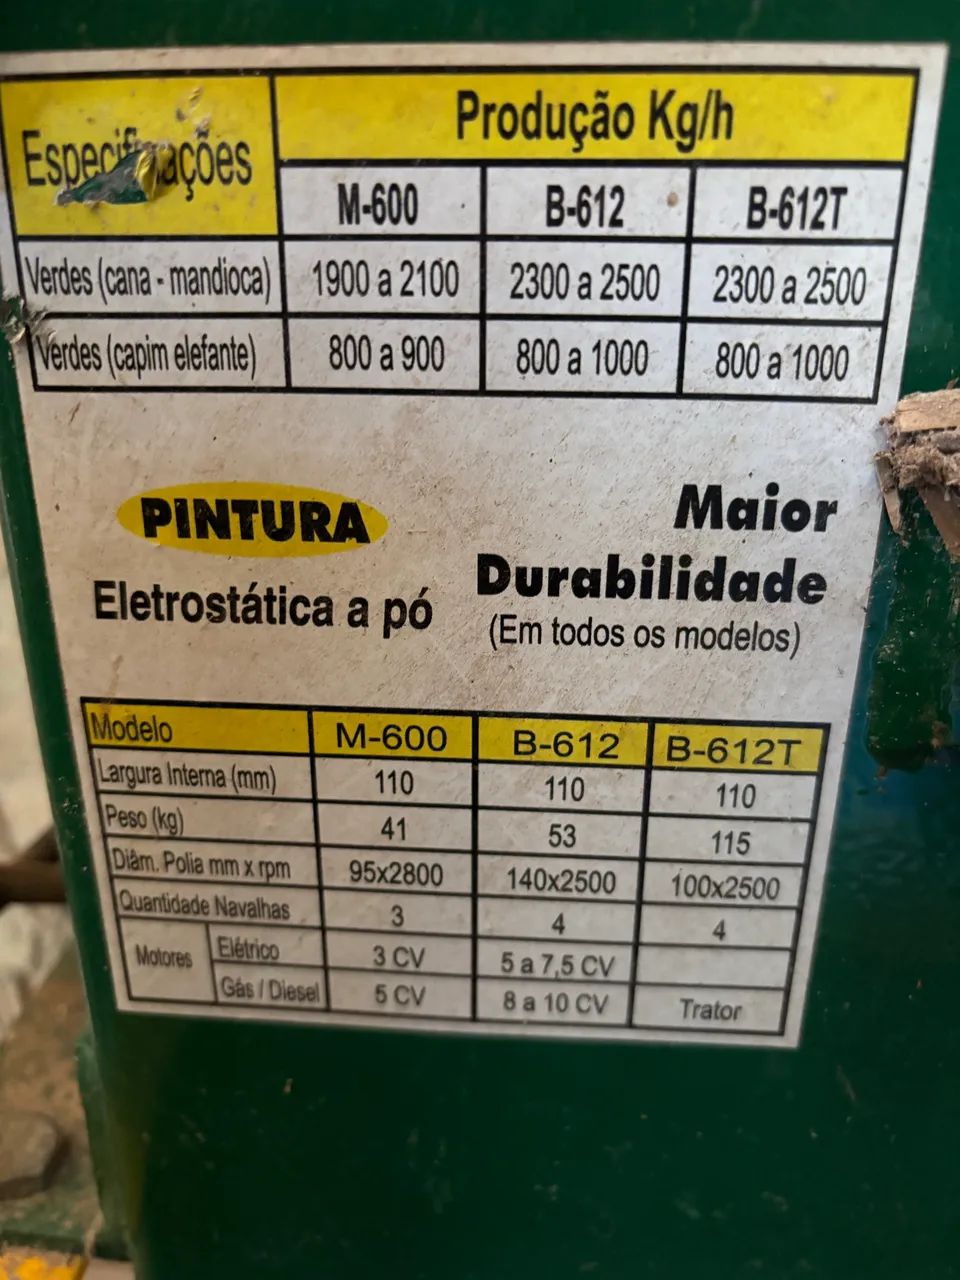 Especificações
Produção Kg/h
M-600 B-612 B-612T
Verdes (cana - mandioca) 1900 a 2100 2300 a 2500 2300 a 2500
Verdes (capim elefante) 800 a 900 800 a 1000 800 a 1000
PINTURA
Eletrostática a pó
Maior
Durabilidade
(Em todos os modelos)
Modelo M-600 B-612 B-612T
Largura Interna (mm) 110 110 110
Peso (kg) 41 53 115
Diâm. Polia mm x rpm 95x2800 140x2500 100x2500
Quantidade Navalhas 3 4 4
Motores Elétrico 3 CV 5 a 7,5 CV
Gás / Diesel 5 CV 8 a 10 CV Trator